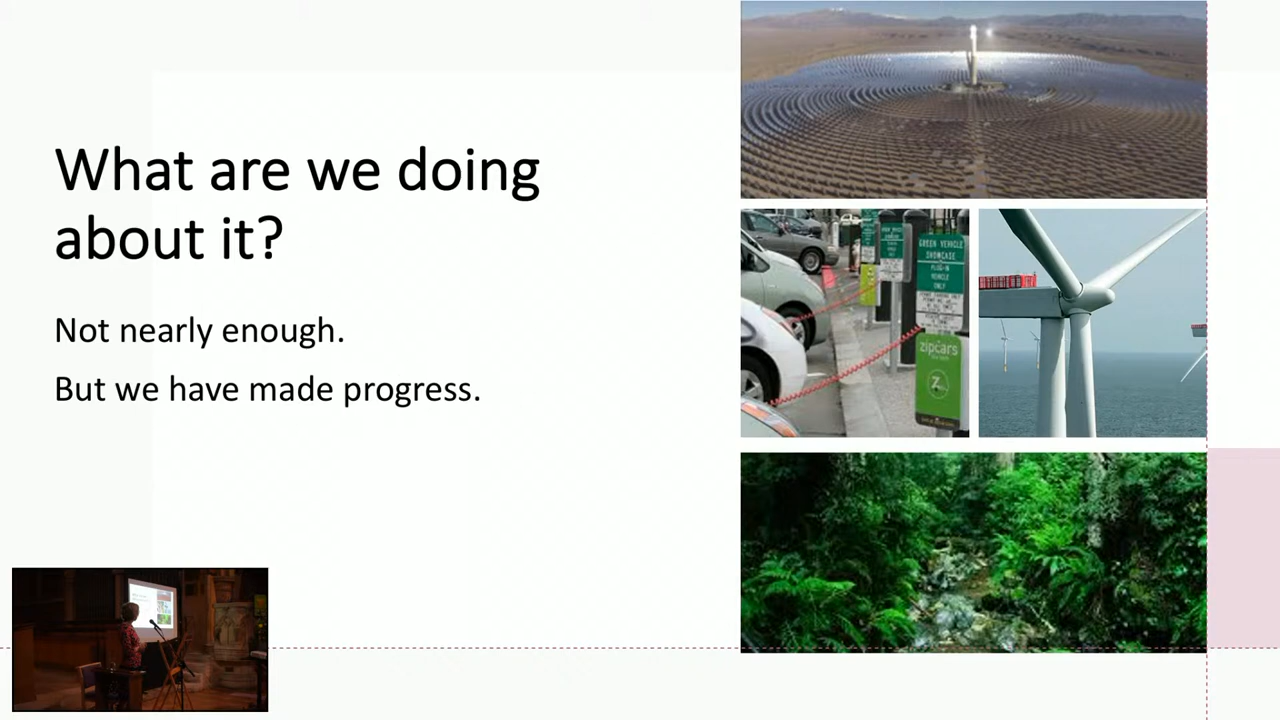 What are we doing
about it?
Not nearly enough.
But we have made progress.
GREEN VEHICLE
SHOWCASE
PLUG-IN
VEHICLE
ONLY
zipcars
Z